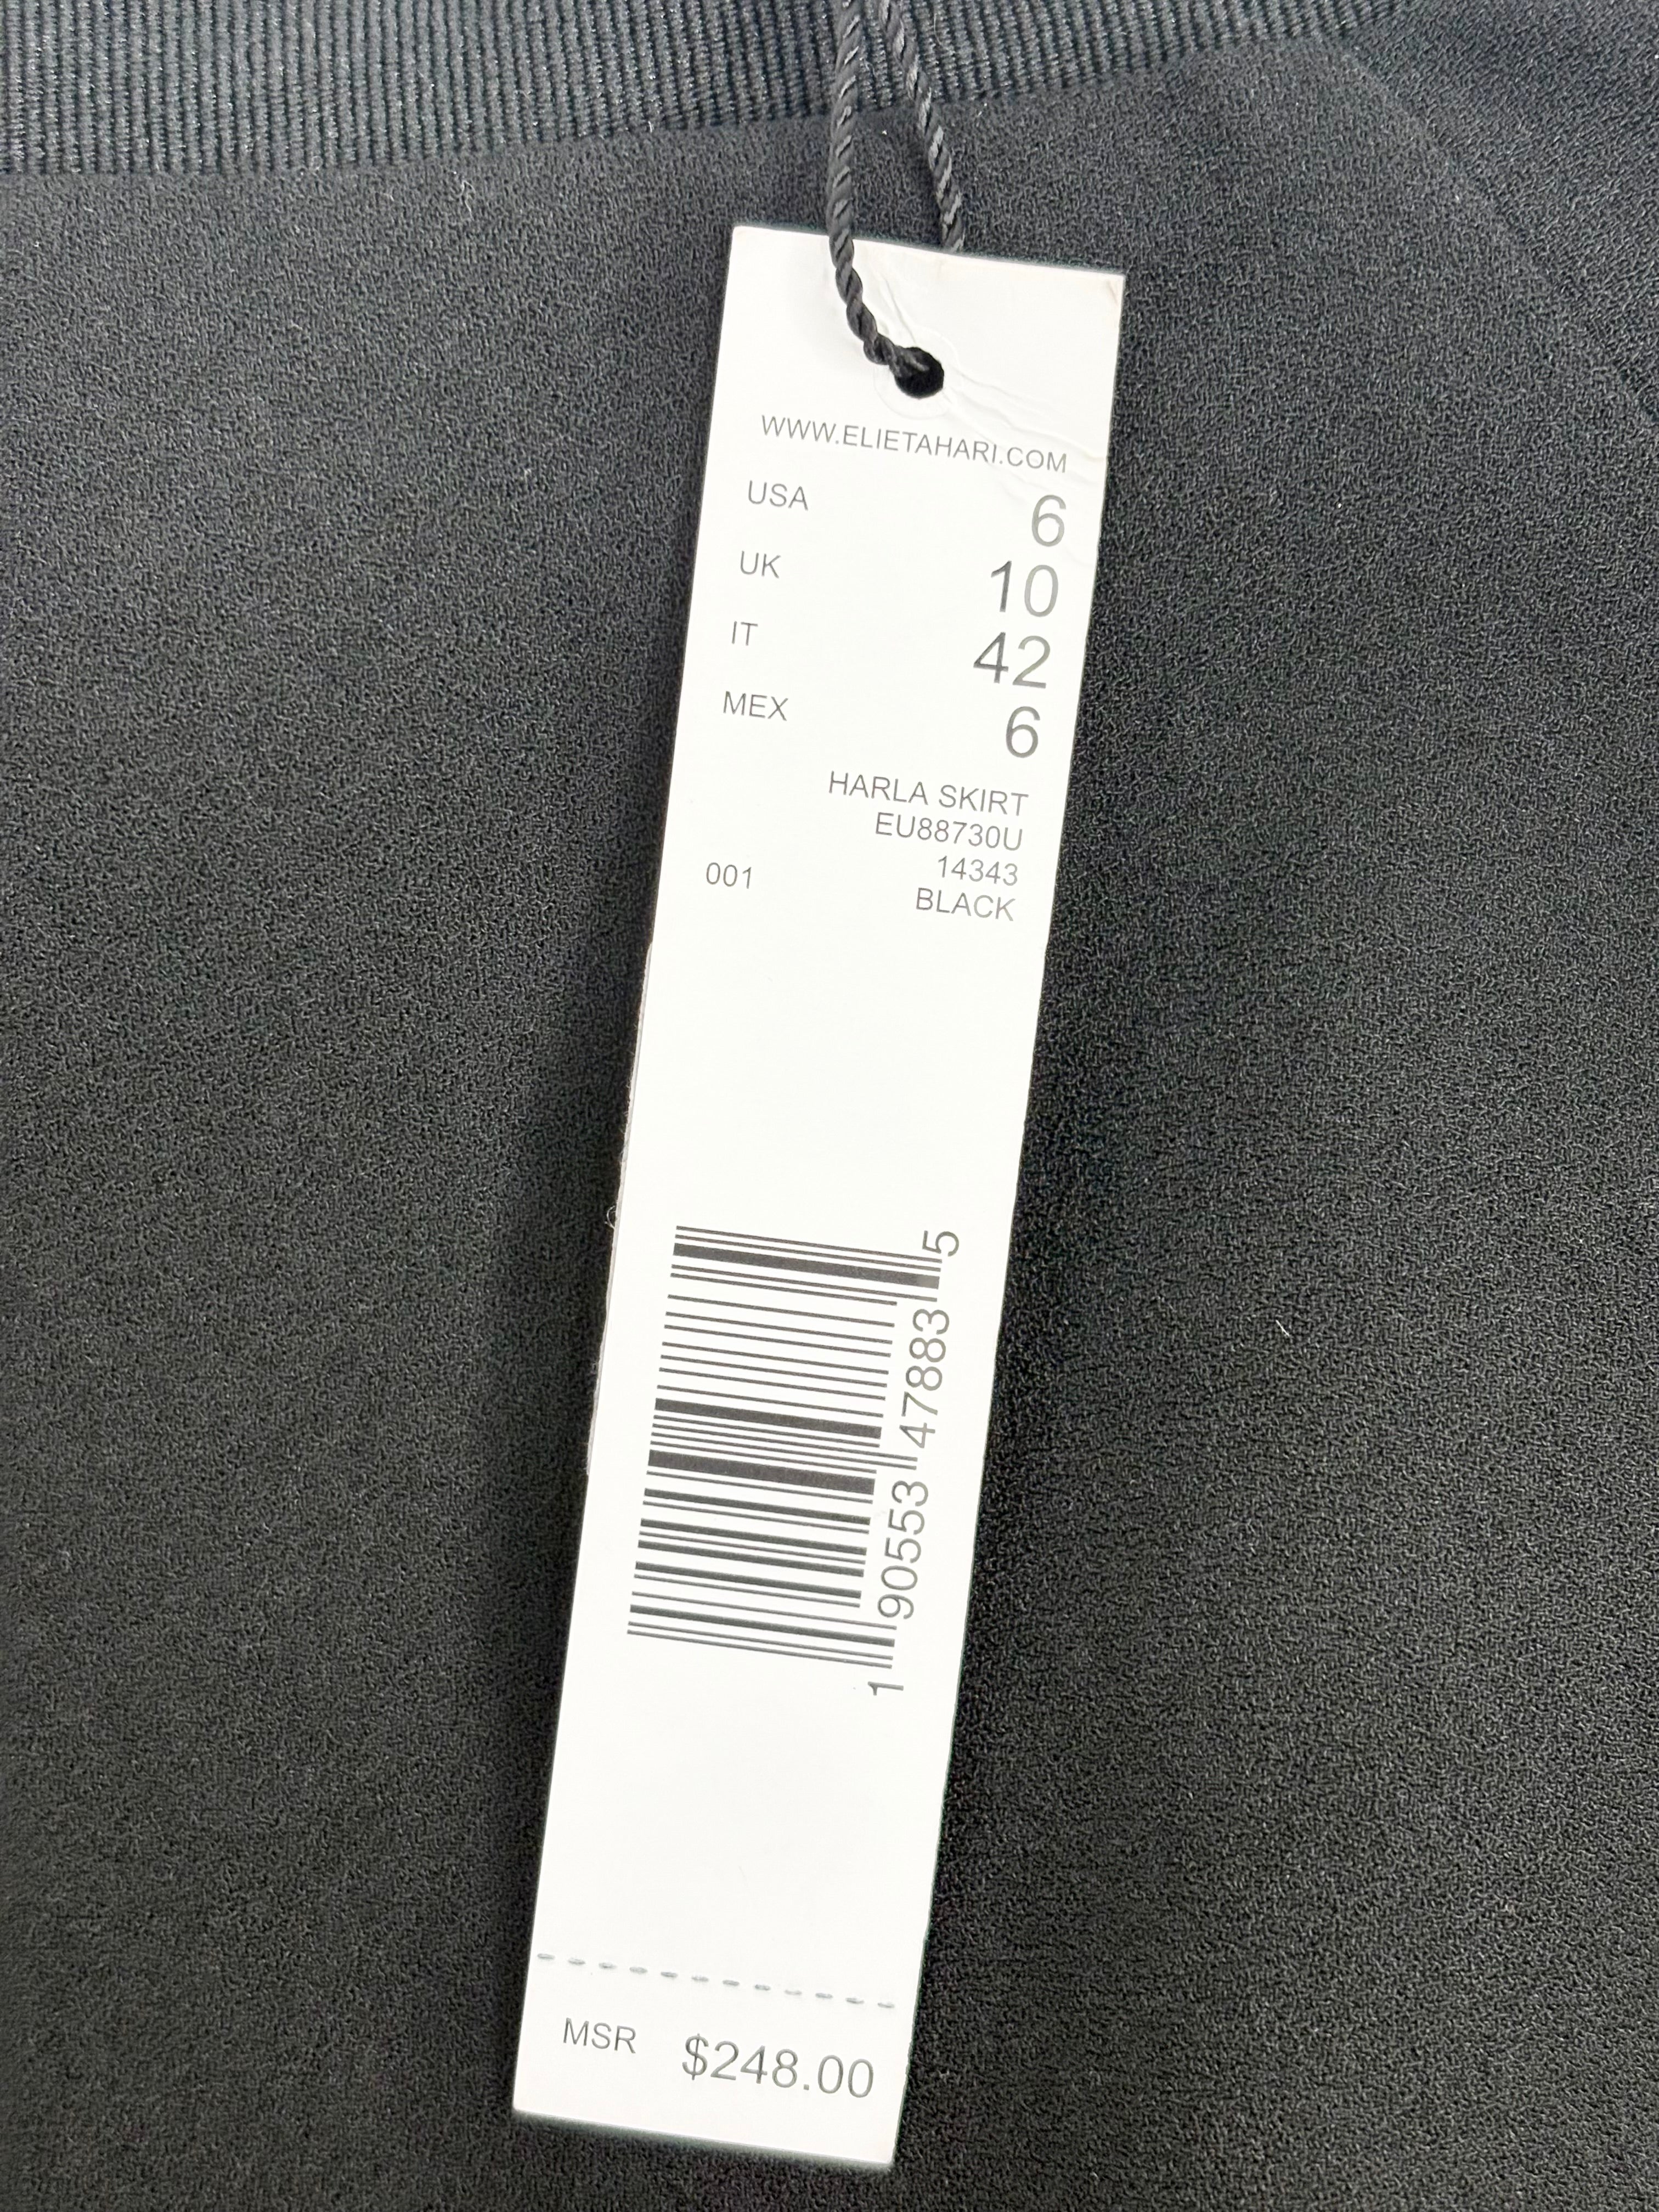 WWW.ELIETAHARI.COM
USA 6
UK 10
IT 42
MEX 6
HARLA SKIRT
EU88730U
14343
001 BLACK
1 90553 47883 5
MSR $248.00